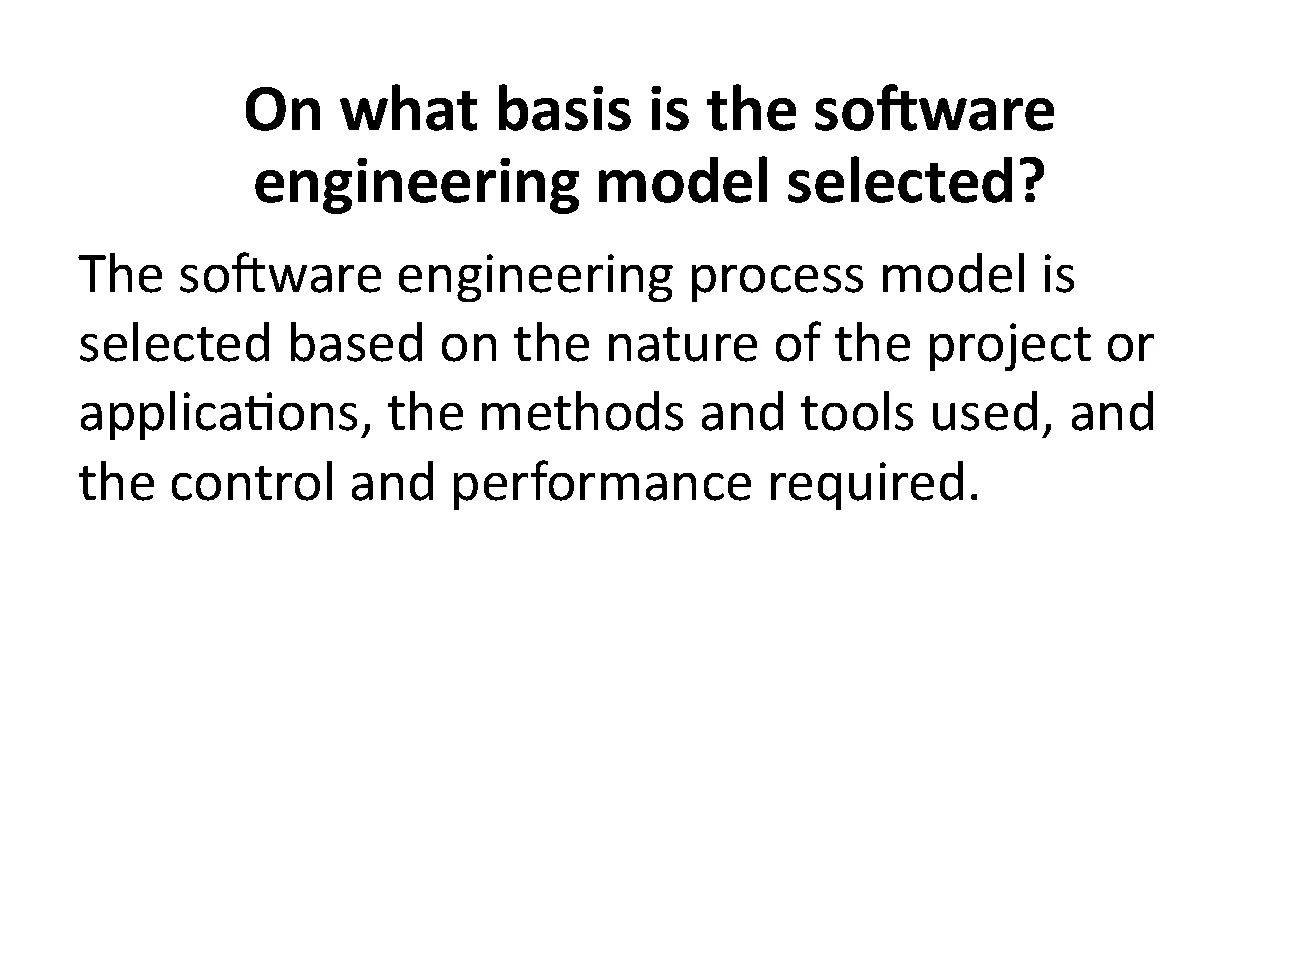 On what basis is the software
engineering model selected?
The software engineering process model is
selected based on the nature of the project or
applications, the methods and tools used, and
the control and performance required.